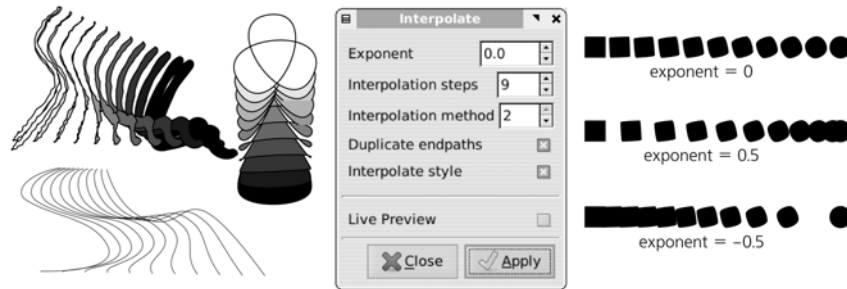 Interpolate
Exponent 0.0
Interpolation steps 9
Interpolation method 2
Duplicate endpaths
Interpolate style
Live Preview
Close Apply
exponent = 0
exponent = 0.5
exponent = –0.5